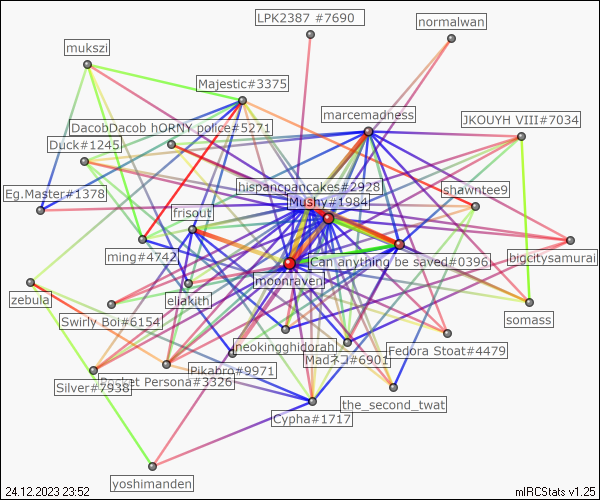 LPK2387 #7690
normalwan
mukszi
Majestic#3375
marcemadness
JKOUYH VIII#7034
DacobDacob hORNY police#5271
Duck#1245
hispancpancakes#2928
shawntee9
Eg.Master#1378
Mushy#1984
frisout
ming#4742
Can anything be saved#0396
bigcitysamurai
moonraven
zebula
eliakith
somass
Swirly Boi#6154
neokingghidorah
Fedora Stoat#4479
Madネコ#6901
Pikabro#9971
Silver#7938
Persona#3326
the_second_twat
Cypha#1717
yoshimanden
24.12.2023 23:52
mIRCStats v1.25